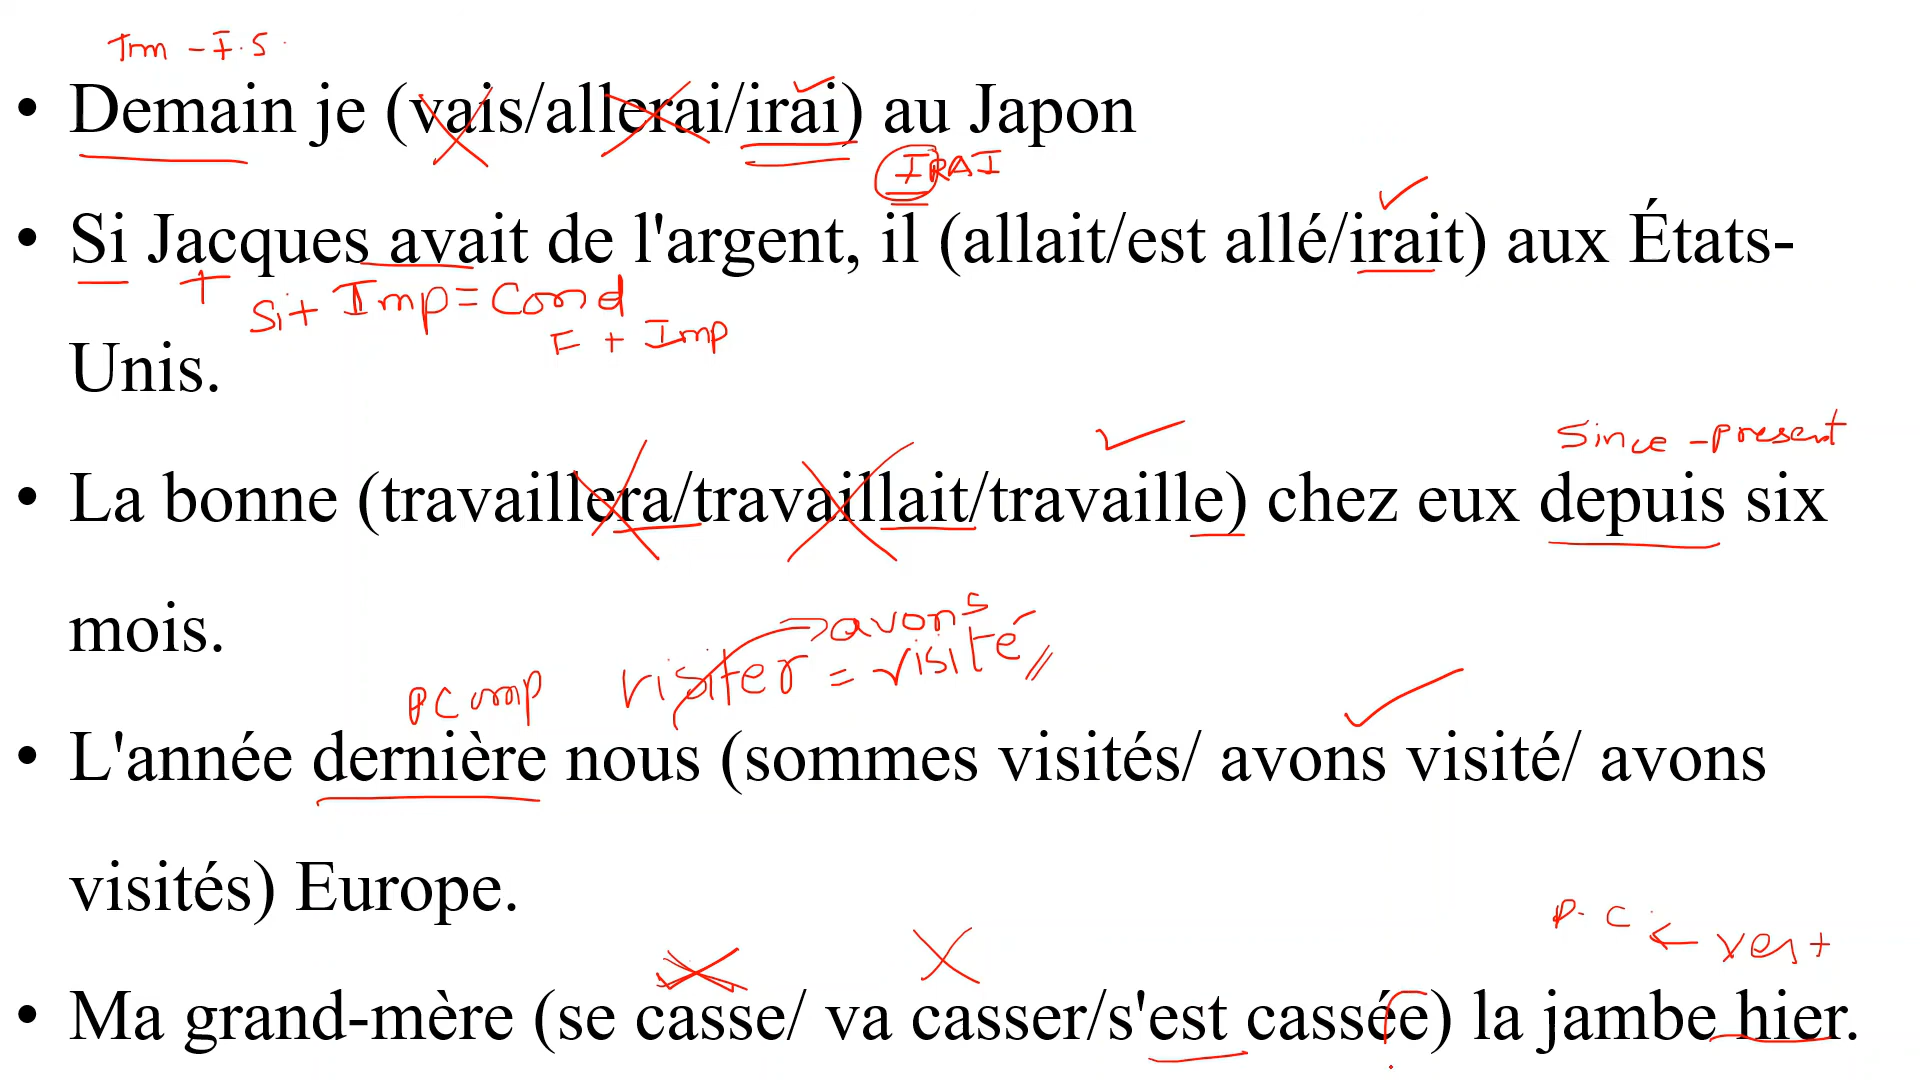 Tm - F.S.
• Demain je (vais/allerai/irai) au Japon
IRAI
• Si Jacques avait de l'argent, il (allait/est allé/irait) aux États-
Si + Imp = Cond
F + Imp
Unis.
Since - present
• La bonne (travaillera/travaillait/travaille) chez eux depuis six
mois.
avons
P Comp visiter = visité
• L'année dernière nous (sommes visités/ avons visité/ avons
visités) Europe.
P. C ← yes +
• Ma grand-mère (se casse/ va casser/s'est cassée) la jambe hier.